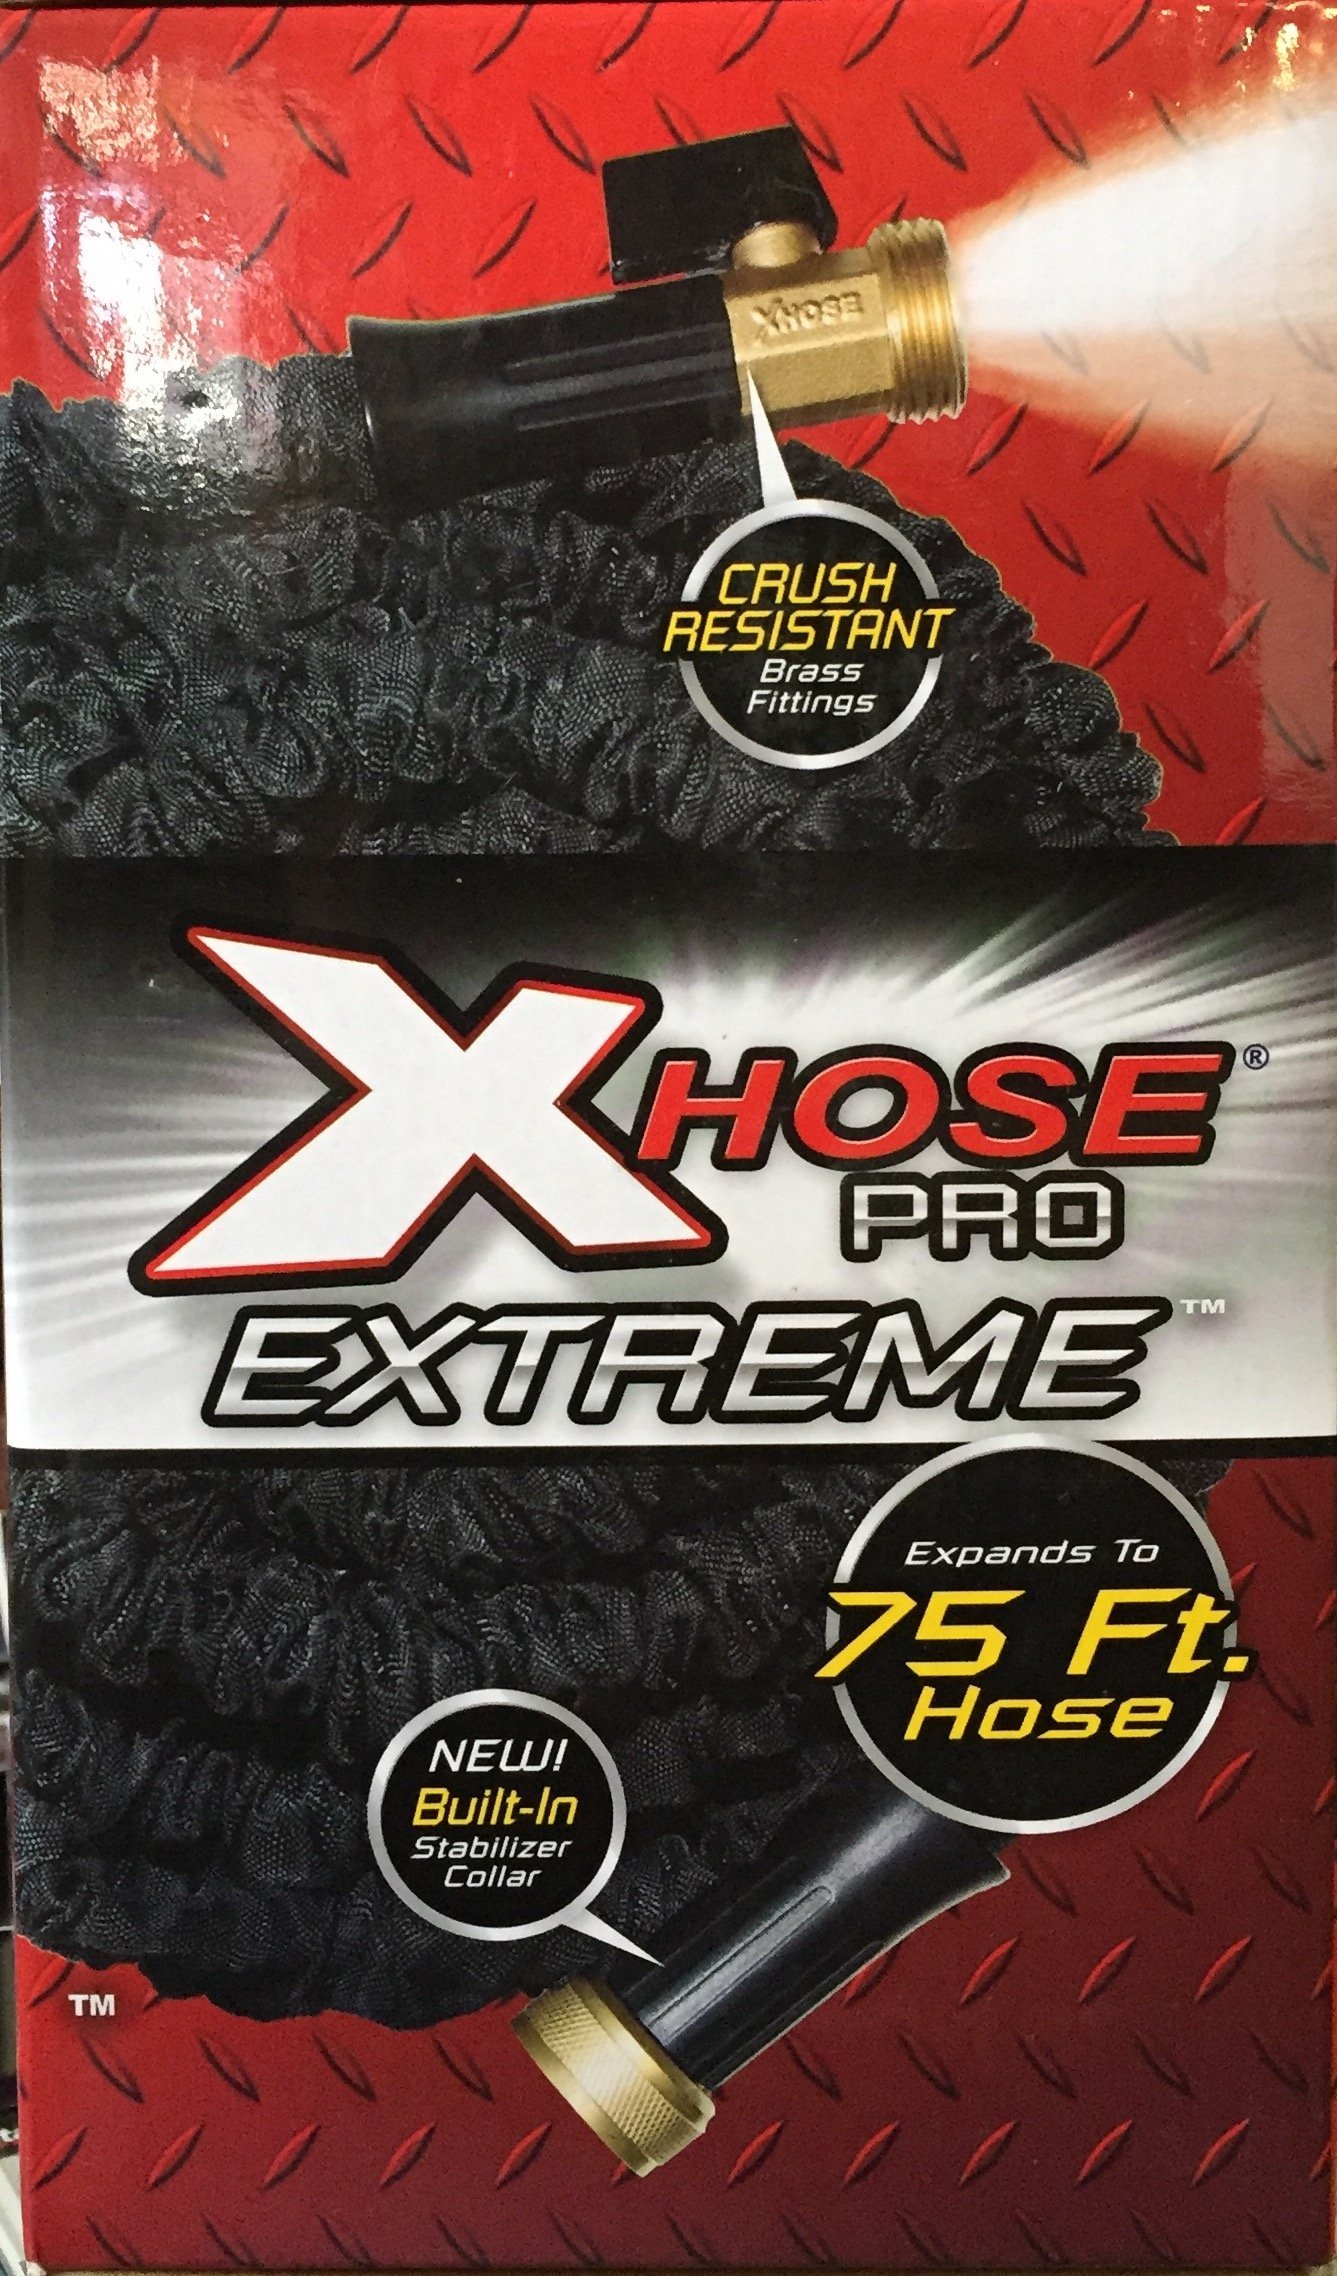 XHOSE
CRUSH
RESISTANT
Brass
Fittings
XHOSE®
PRO
EXTREME™
Expands To
75 Ft.
Hose
NEW!
Built-In
Stabilizer
Collar
TM